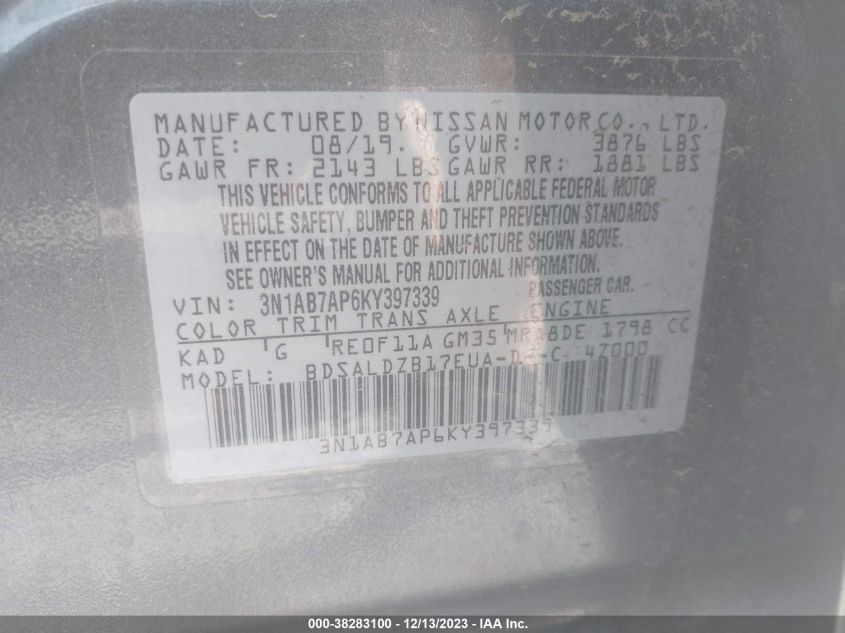 MANUFACTURED BY NISSAN MOTOR CO., LTD.
DATE: 08/19. GVWR: 3876 LBS
GAWR FR: 2143 LBS GAWR RR: 1881 LBS
THIS VEHICLE CONFORMS TO ALL APPLICABLE FEDERAL MOTOR
VEHICLE SAFETY, BUMPER AND THEFT PREVENTION STANDARDS
IN EFFECT ON THE DATE OF MANUFACTURE SHOWN ABOVE.
SEE OWNER'S MANUAL FOR ADDITIONAL INFORMATION.
VIN: 3N1AB7AP6KY397339 PASSENGER CAR.
COLOR TRIM TRANS AXLE ENGINE
KAD G RE0F11A GM35 MRA8DE 1798 CC
MODEL:
3N1AB7AP6KY397339
000-38283100 - 12/13/2023 - IAA Inc.